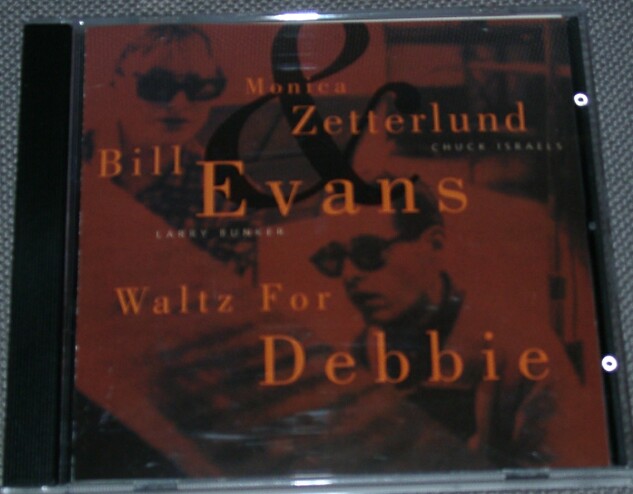 Monica
Zetterlund
CHUCK ISRAELS
&
Bill
Evans
LARRY BUNKER
Waltz For
Debbie